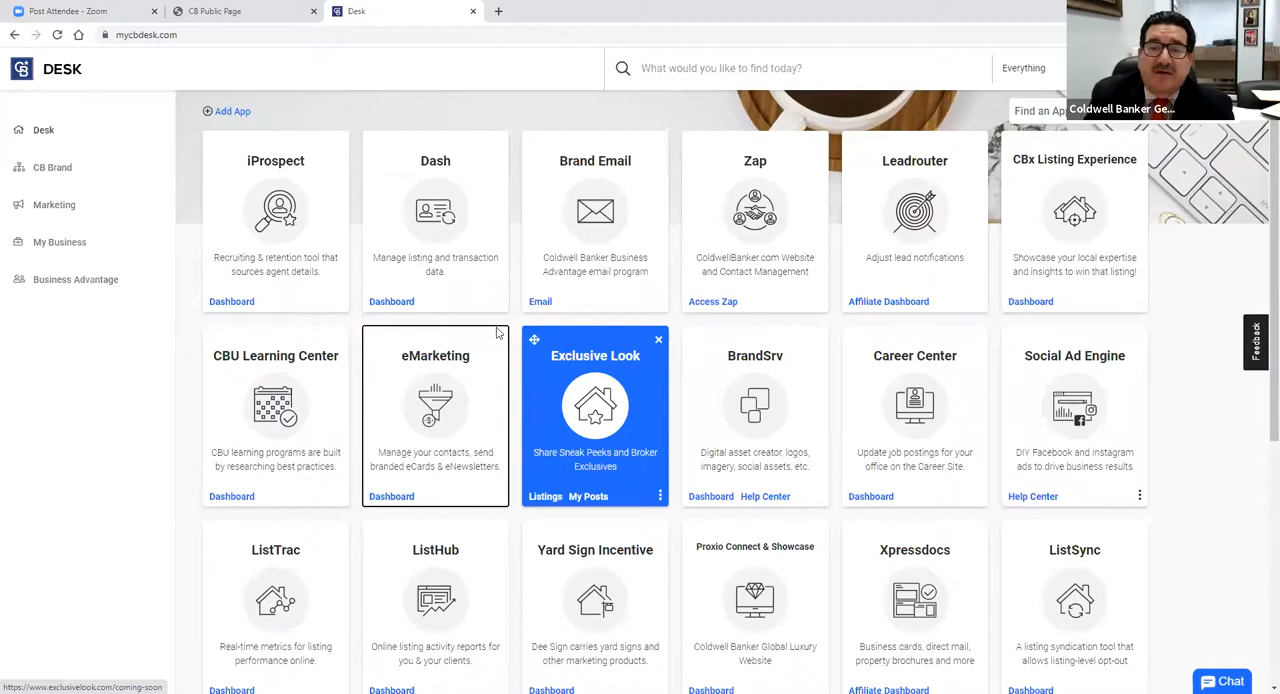 Post Attendee - Zoom
CB Public Page
Desk
mycbdesk.com
CB
DESK
What would you like to find today?
Everything
Coldwell Banker Ge...
Desk
CB Brand
Marketing
My Business
Business Advantage
Add App
Find an App
iProspect
Recruiting & retention tool that
sources agent details.
Dashboard
Dash
Manage listing and transaction
data.
Dashboard
Brand Email
Coldwell Banker Business
Advantage email program
Email
Zap
ColdwellBanker.com Website
and Contact Management
Access Zap
Leadrouter
Adjust lead notifications
Affiliate Dashboard
CBx Listing Experience
Showcase your local expertise
and insights to win that listing!
Dashboard
CBU Learning Center
CBU learning programs are built
by researching best practices.
Dashboard
eMarketing
Manage your contacts, send
branded eCards & eNewsletters.
Dashboard
Exclusive Look
Share Sneak Peeks and Broker
Exclusives
Listings My Posts
BrandSrv
Digital asset creator, logos,
imagery, social assets, etc.
Dashboard Help Center
Career Center
Update job postings for your
office on the Career Site.
Dashboard
Social Ad Engine
DIY Facebook and Instagram
ads to drive business results
Help Center
Feedback
ListTrac
Real-time metrics for listing
performance online.
Dashboard
ListHub
Online listing activity reports for
you & your clients.
Dashboard
Yard Sign Incentive
Dee Sign carries yard signs and
other marketing products.
Dashboard
Proxio Connect & Showcase
Coldwell Banker Global Luxury
Website
Dashboard
Xpressdocs
Business cards, direct mail,
property brochures and more
Affiliate Dashboard
ListSync
A listing syndication tool that
allows listing-level opt-out
Dashboard
Chat
https://www.exclusivelook.com/coming-soon